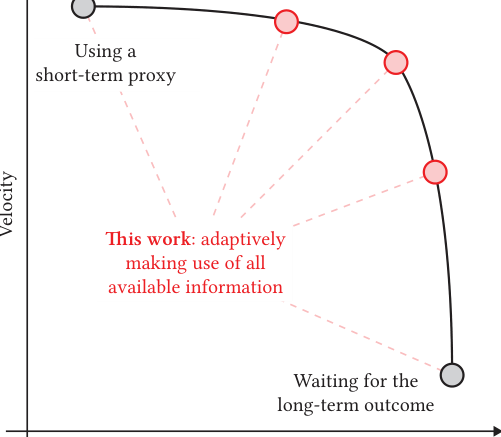 Using a
short-term proxy
Velocity
This work: adaptively
making use of all
available information
Waiting for the
long-term outcome